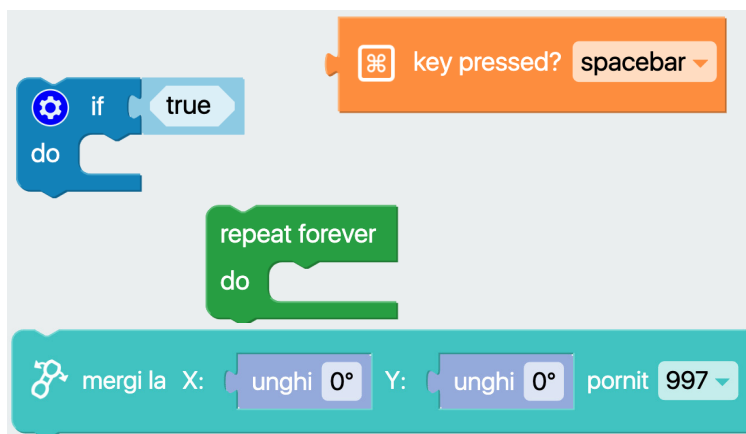 key pressed? spacebar
if true
do
repeat forever
do
mergi la X: unghi 0° Y: unghi 0° pornit 997